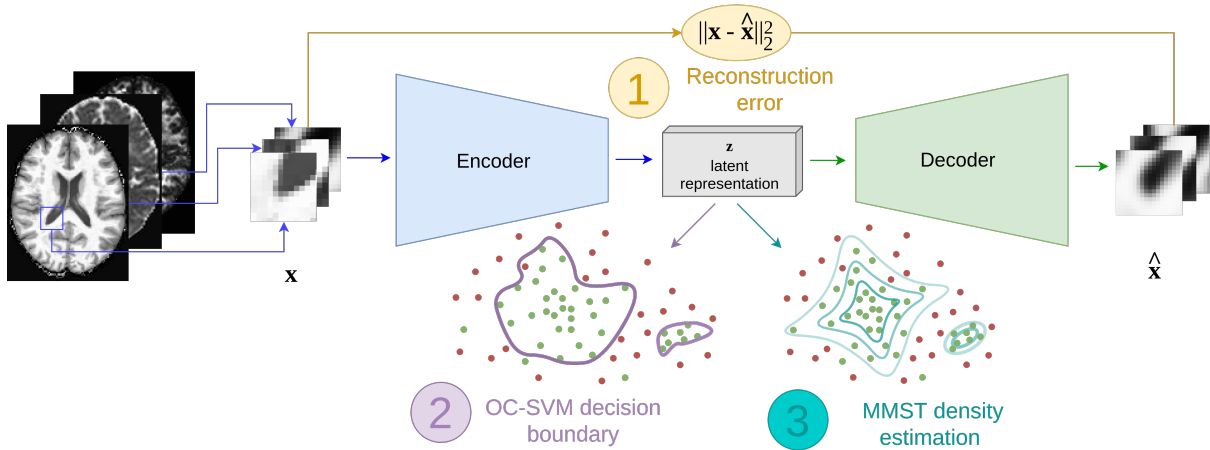 ||x - x̂||₂²
1
Reconstruction
error
Encoder
z
latent
representation
Decoder
x
x̂
2
OC-SVM decision
boundary
3
MMST density
estimation